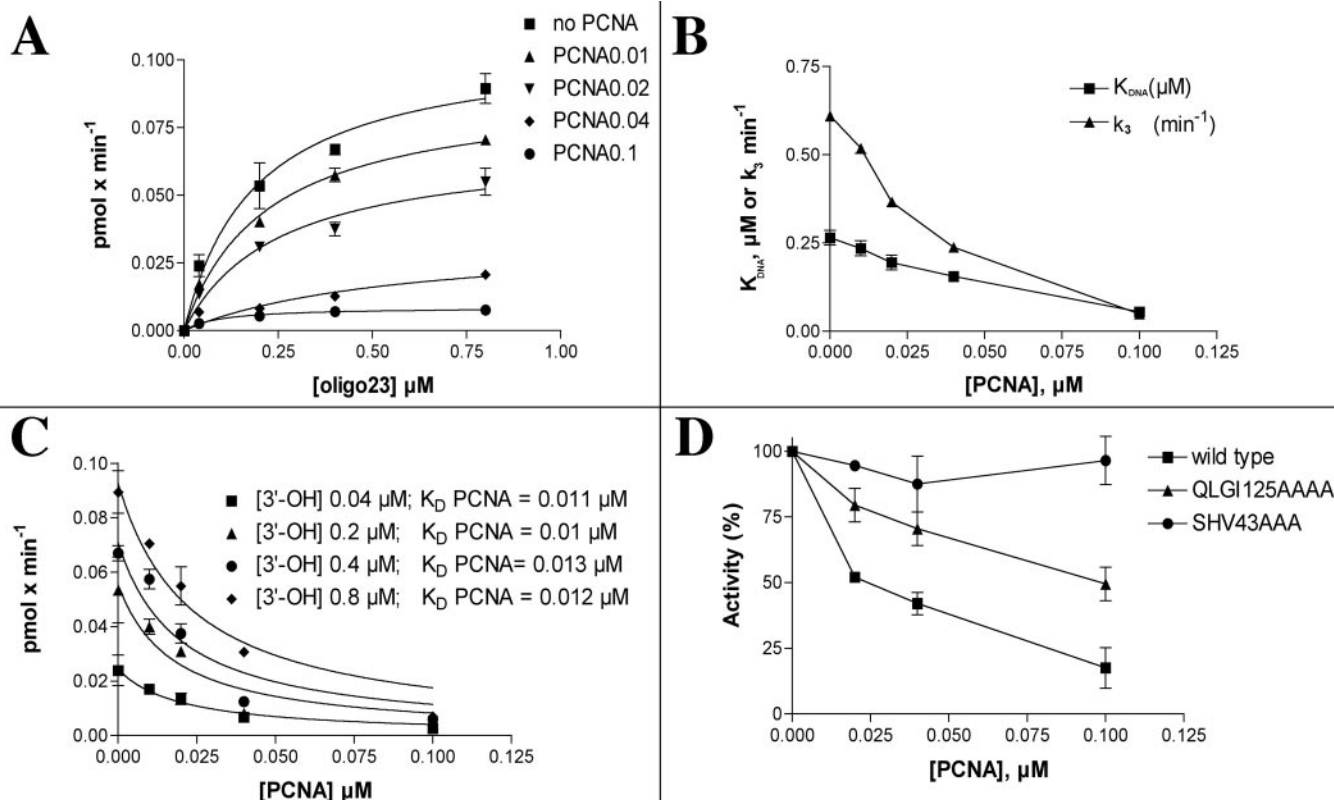 A
no PCNA
PCNA0.01
PCNA0.02
PCNA0.04
PCNA0.1
0.100
0.075
0.050
0.025
0.000
pmol x min⁻¹
0.00 0.25 0.50 0.75 1.00
[oligo23] µM
B
K_DNA(µM)
k₃ (min⁻¹)
0.75
0.50
0.25
0.00
K_DNA, µM or k₃ min⁻¹
0.000 0.025 0.050 0.075 0.100 0.125
[PCNA], µM
C
[3'-OH] 0.04 µM; K_D PCNA = 0.011 µM
[3'-OH] 0.2 µM; K_D PCNA = 0.01 µM
[3'-OH] 0.4 µM; K_D PCNA= 0.013 µM
[3'-OH] 0.8 µM; K_D PCNA = 0.012 µM
0.10
0.08
0.06
0.04
0.02
0.00
pmol x min⁻¹
0.000 0.025 0.050 0.075 0.100 0.125
[PCNA] µM
D
wild type
QLGI125AAAA
SHV43AAA
100
75
50
25
0
Activity (%)
0.000 0.025 0.050 0.075 0.100 0.125
[PCNA], µM